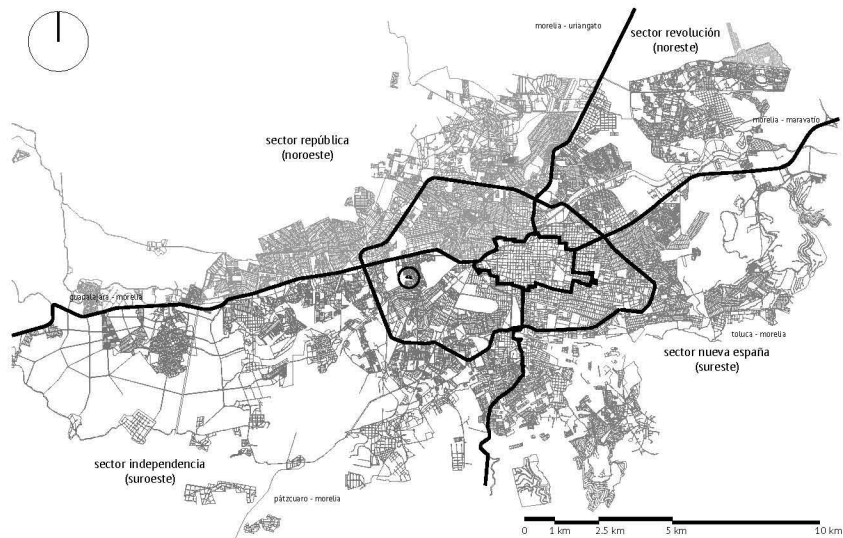 morelia - uriangato
sector revolución
(noreste)
morelia - maravatío
sector república
(noroeste)
guadalajara - morelia
toluca - morelia
sector nueva españa
(sureste)
sector independencia
(suroeste)
pátzcuaro - morelia
0 1 km 2.5 km 5 km 10 km